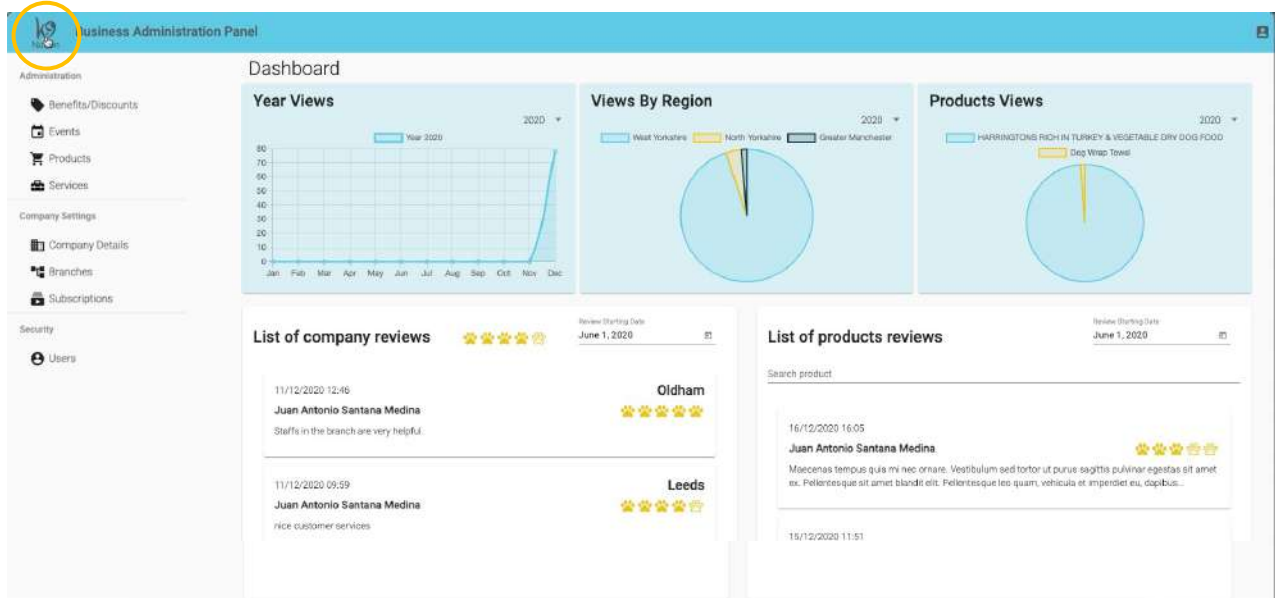 k9
Nation
Business Administration Panel
Administration
Benefits/Discounts
Events
Products
Services
Company Settings
Company Details
Branches
Subscriptions
Security
Users
Dashboard
Year Views
2020
Year 2020
80
70
60
50
40
30
20
10
0
Jan Feb Mar Apr May Jun Jul Aug Sep Oct Nov Dec
Views By Region
2020
West Yorkshire North Yorkshire Greater Manchester
Products Views
2020
HARRINGTONS RICH IN TURKEY & VEGETABLE DRY DOG FOOD
Dog Wrap Towel
List of company reviews
Review Starting Date
June 1, 2020
11/12/2020 12:46
Oldham
Juan Antonio Santana Medina
Staffs in the branch are very helpful.
11/12/2020 09:59
Leeds
Juan Antonio Santana Medina
nice customer services
List of products reviews
Review Starting Date
June 1, 2020
Search product
16/12/2020 16:05
Juan Antonio Santana Medina
Maecenas tempus quis mi nec ornare. Vestibulum sed tortor ut purus sagittis pulvinar egestas sit amet
ex. Pellentesque sit amet blandit elit. Pellentesque leo quam, vehicula et imperdiet eu, dapibus...
15/12/2020 11:51